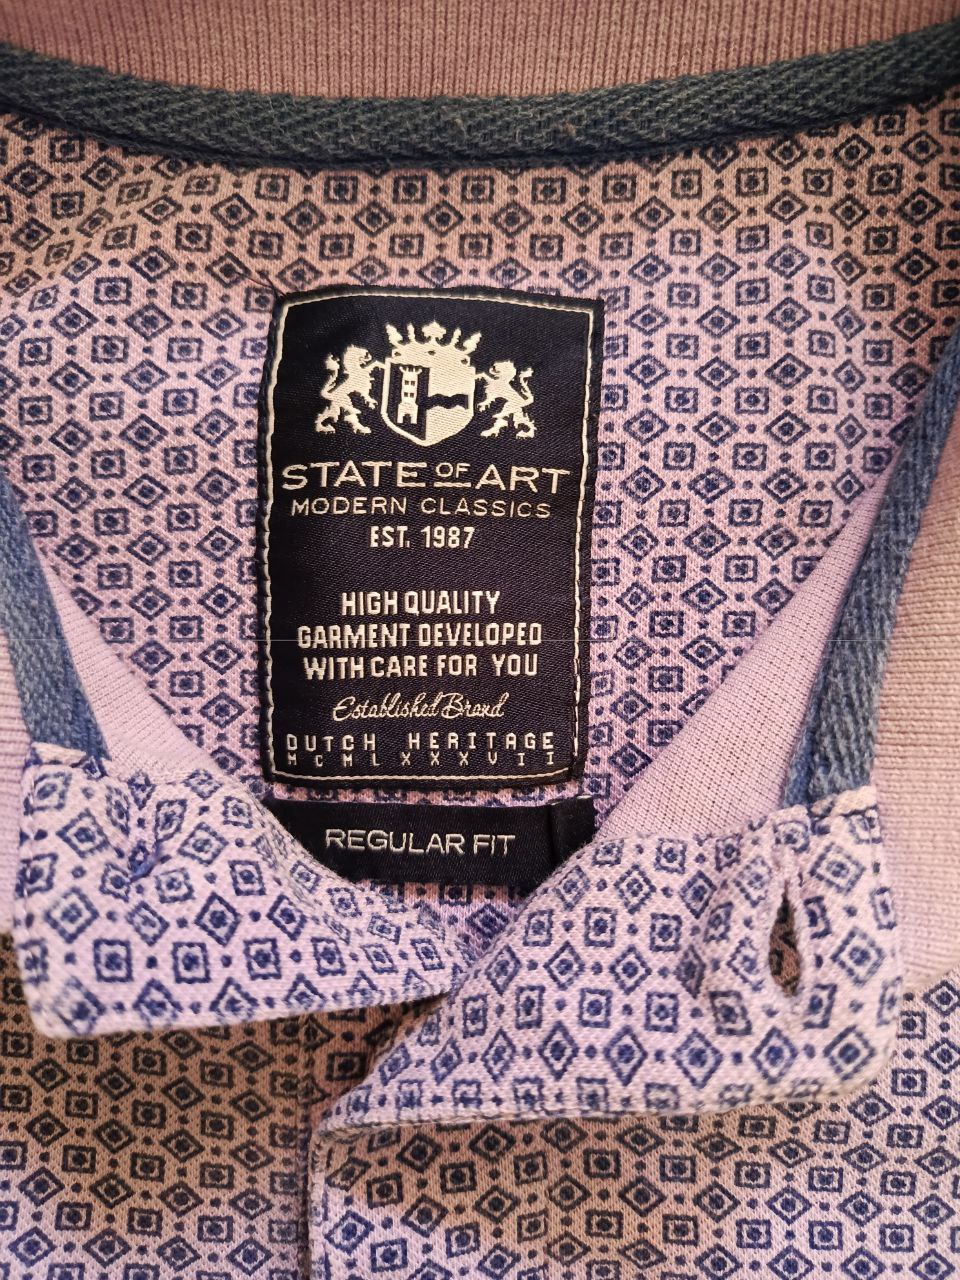 STATE OF ART
MODERN CLASSICS
EST. 1987
HIGH QUALITY
GARMENT DEVELOPED
WITH CARE FOR YOU
Established Brand
DUTCH HERITAGE
MCMLXXXVII
REGULAR FIT